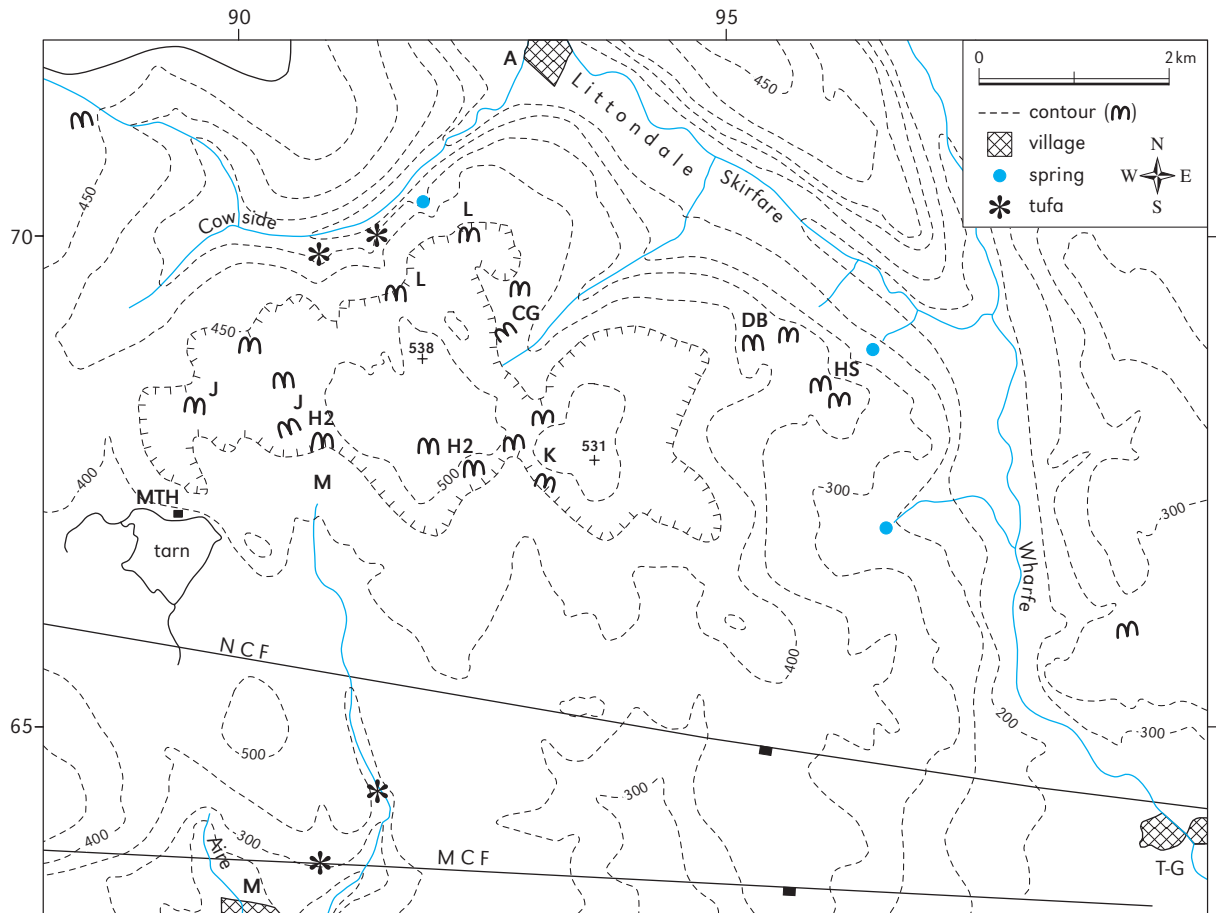 90
95
0
2 km
contour (m)
village
spring
tufa
N
W E
S
A
Littondale
Skirfare
450
450
Cow side
70
L
L
CG
450
538
DB
HS
J
J
H2
H2
K
531
500
M
400
MTH
tarn
300
300
Wharfe
NCF
400
65
200
500
300
300
300
400
Aire
MCF
M
T-G